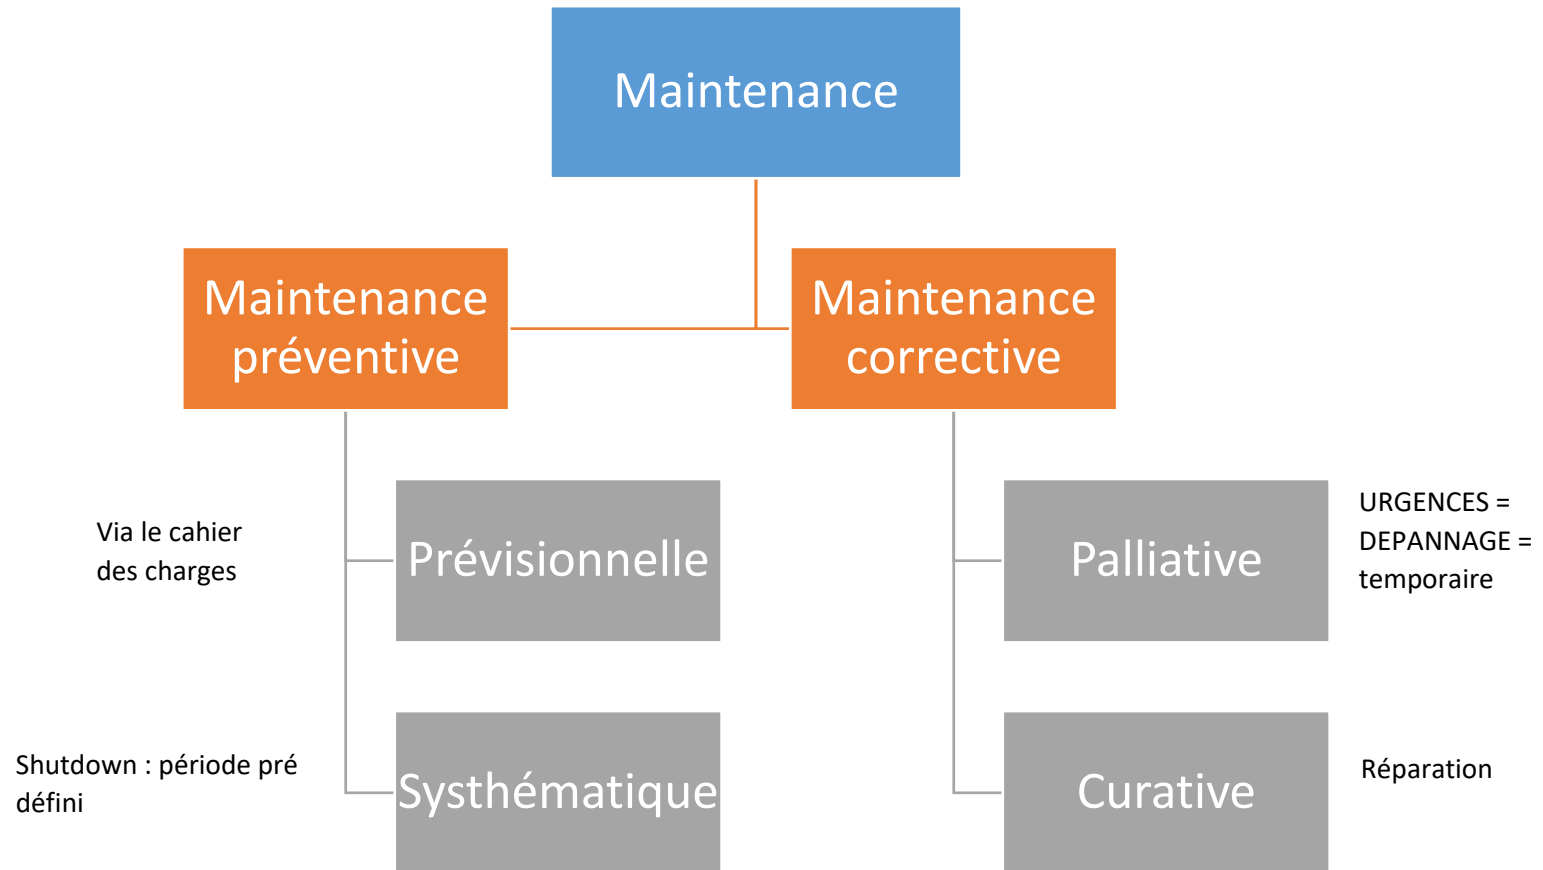 Maintenance
Maintenance
préventive
Maintenance
corrective
Via le cahier
des charges
Prévisionnelle
Palliative
URGENCES =
DEPANNAGE =
temporaire
Shutdown : période pré
défini
Systhématique
Curative
Réparation